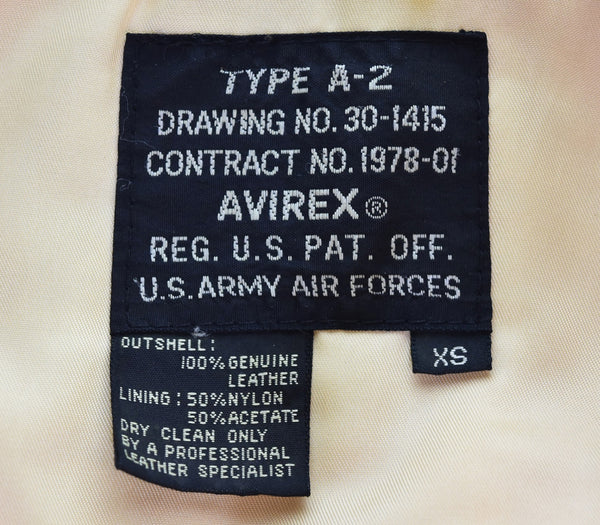 TYPE A-2
DRAWING NO. 30-1415
CONTRACT NO. 1978-01
AVIREX®
REG. U.S. PAT. OFF.
U.S. ARMY AIR FORCES
XS
OUTSHELL:
100% GENUINE
LEATHER
LINING: 50% NYLON
50% ACETATE
DRY CLEAN ONLY
BY A PROFESSIONAL
LEATHER SPECIALIST